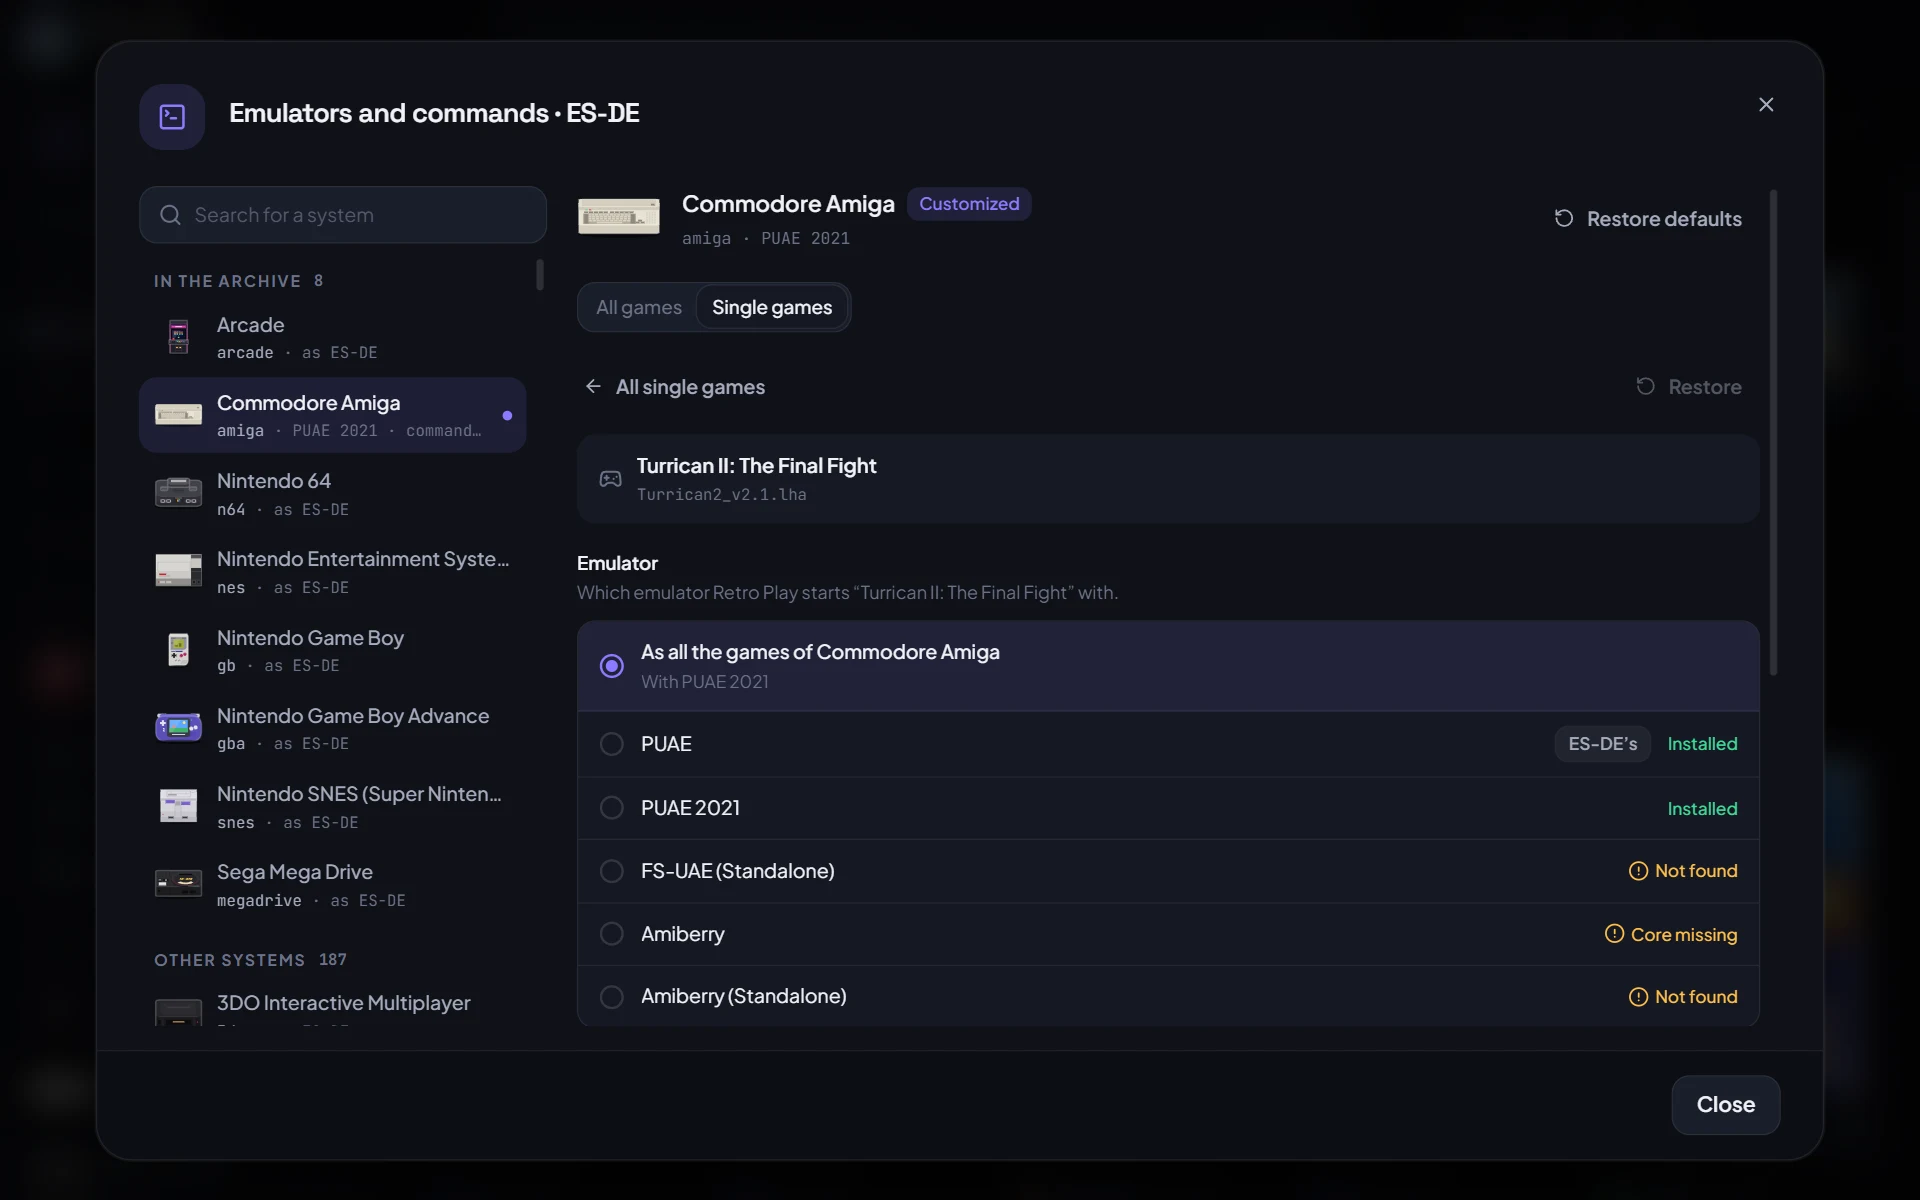 Emulators and commands · ES-DE
Search for a system
IN THE ARCHIVE 8
Arcade
arcade · as ES-DE
Commodore Amiga
amiga · PUAE 2021 · command…
Nintendo 64
n64 · as ES-DE
Nintendo Entertainment Syste…
nes · as ES-DE
Nintendo Game Boy
gb · as ES-DE
Nintendo Game Boy Advance
gba · as ES-DE
Nintendo SNES (Super Ninten…
snes · as ES-DE
Sega Mega Drive
megadrive · as ES-DE
OTHER SYSTEMS 187
3DO Interactive Multiplayer
Commodore Amiga Customized
amiga · PUAE 2021
Restore defaults
All games Single games
All single games
Restore
Turrican II: The Final Fight
Turrican2_v2.1.lha
Emulator
Which emulator Retro Play starts “Turrican II: The Final Fight” with.
As all the games of Commodore Amiga
With PUAE 2021
PUAE ES-DE’s Installed
PUAE 2021 Installed
FS-UAE (Standalone) Not found
Amiberry Core missing
Amiberry (Standalone) Not found
Close